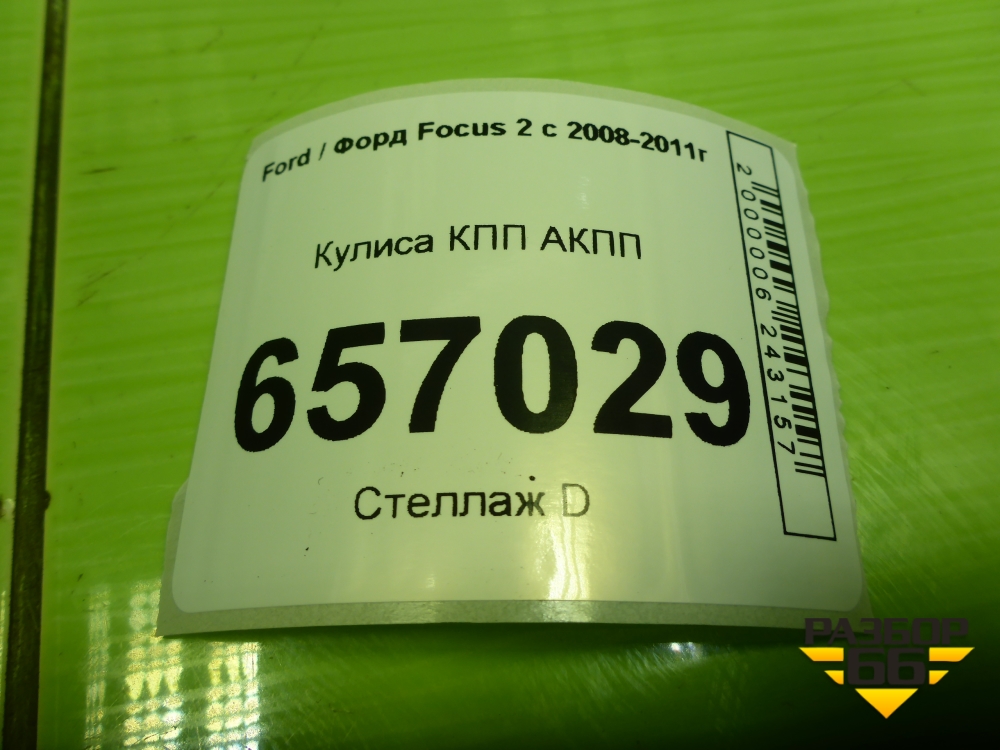 Ford / Форд Focus 2 с 2008-2011г
Кулиса КПП АКПП
657029
Стеллаж D
2000006243157
РАЗБОР
66